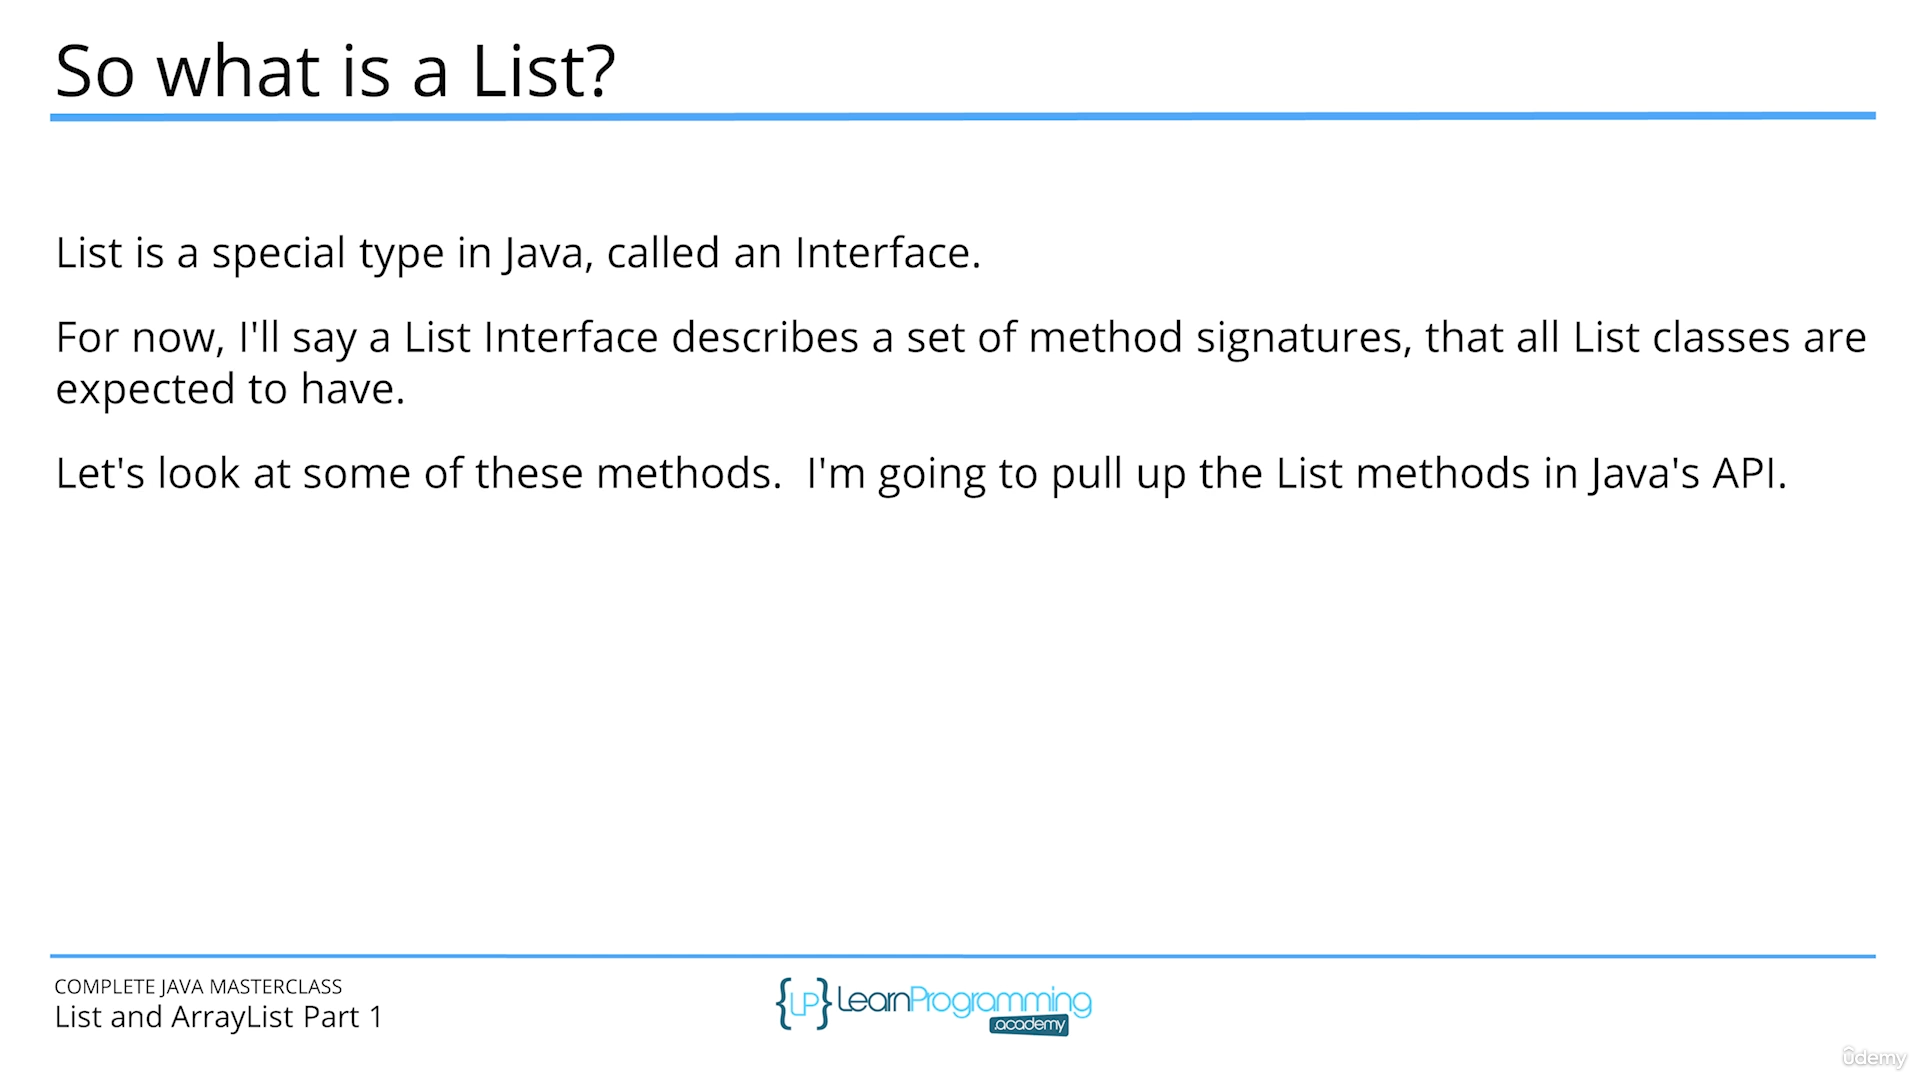 So what is a List?
List is a special type in Java, called an Interface.
For now, I'll say a List Interface describes a set of method signatures, that all List classes are
expected to have.
Let's look at some of these methods.  I'm going to pull up the List methods in Java's API.
COMPLETE JAVA MASTERCLASS
List and ArrayList Part 1
{LP} LearnProgramming
.academy
ûdemy